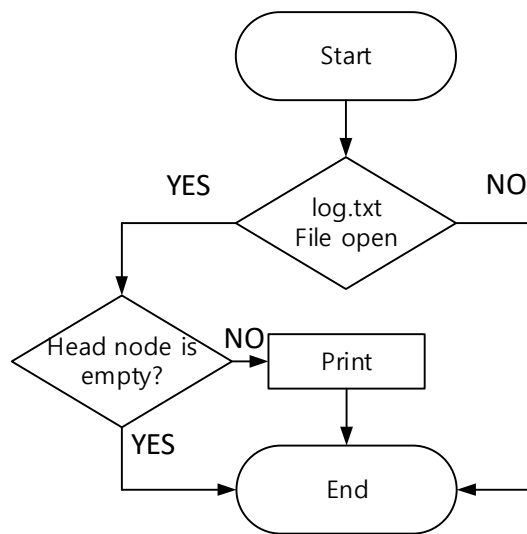 Start
YES
NO
log.txt
File open
Head node is
empty?
NO
Print
YES
End